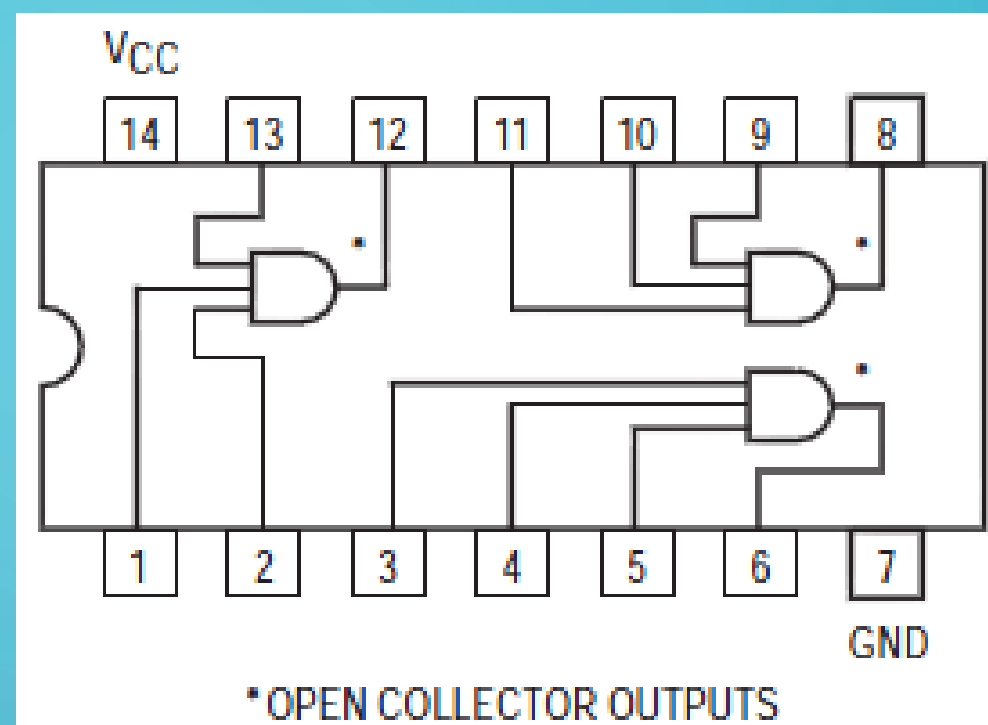 VCC
14 13 12 11 10 9 8
* *
*
1 2 3 4 5 6 7
GND
*OPEN COLLECTOR OUTPUTS